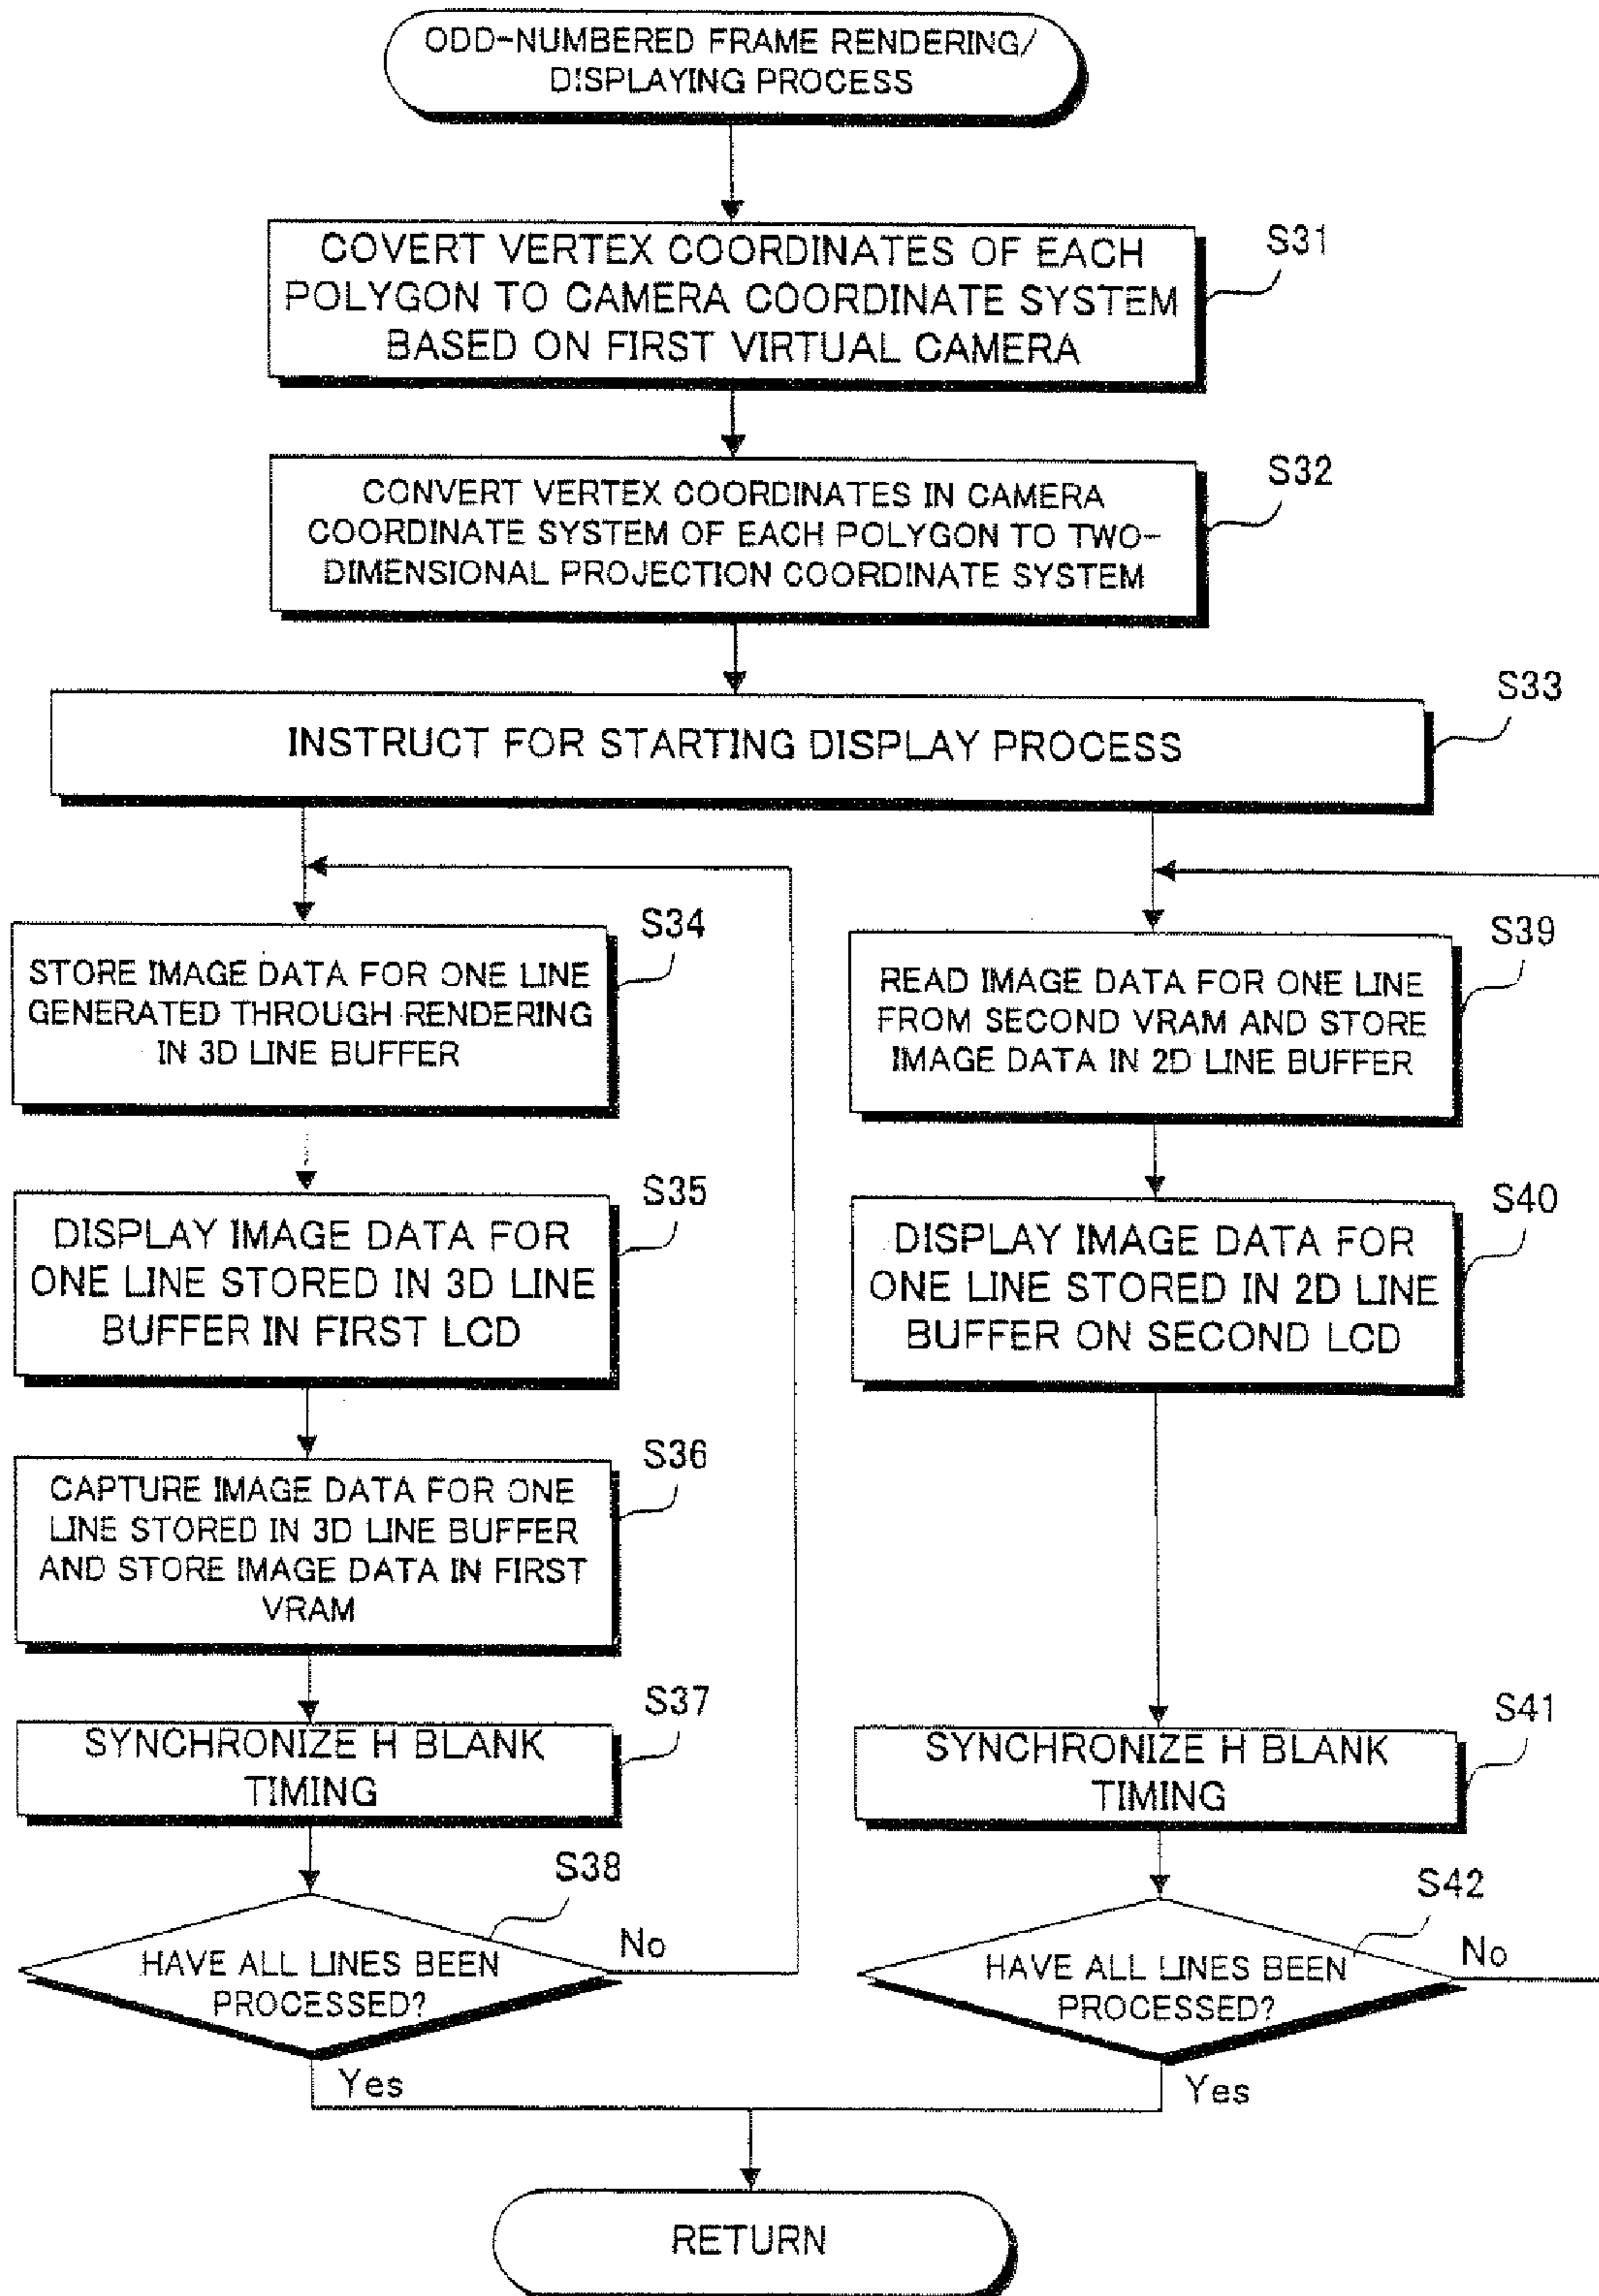 ODD-NUMBERED FRAME RENDERING/
DISPLAYING PROCESS
COVERT VERTEX COORDINATES OF EACH
POLYGON TO CAMERA COORDINATE SYSTEM
BASED ON FIRST VIRTUAL CAMERA
S31
CONVERT VERTEX COORDINATES IN CAMERA
COORDINATE SYSTEM OF EACH POLYGON TO TWO-
DIMENSIONAL PROJECTION COORDINATE SYSTEM
S32
INSTRUCT FOR STARTING DISPLAY PROCESS
S33
STORE IMAGE DATA FOR ONE LINE
GENERATED THROUGH RENDERING
IN 3D LINE BUFFER
S34
DISPLAY IMAGE DATA FOR
ONE LINE STORED IN 3D LINE
BUFFER IN FIRST LCD
S35
CAPTURE IMAGE DATA FOR ONE
LINE STORED IN 3D LINE BUFFER
AND STORE IMAGE DATA IN FIRST
VRAM
S36
SYNCHRONIZE H BLANK
TIMING
S37
HAVE ALL LINES BEEN
PROCESSED?
S38
No
Yes
READ IMAGE DATA FOR ONE LINE
FROM SECOND VRAM AND STORE
IMAGE DATA IN 2D LINE BUFFER
S39
DISPLAY IMAGE DATA FOR
ONE LINE STORED IN 2D LINE
BUFFER ON SECOND LCD
S40
SYNCHRONIZE H BLANK
TIMING
S41
HAVE ALL LINES BEEN
PROCESSED?
S42
No
Yes
RETURN